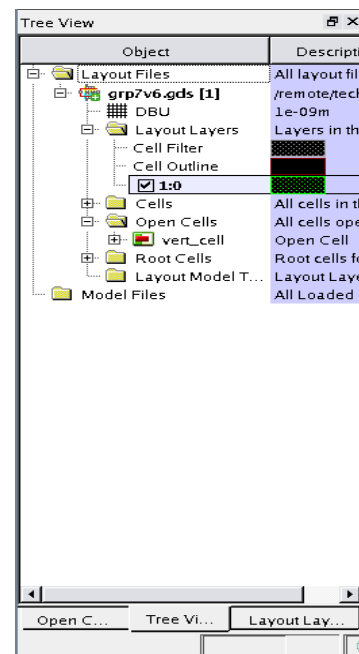 Tree View
Object Descripti
Layout Files All layout fil
grp7v6.gds [1] /remote/tech
DBU 1e-09m
Layout Layers Layers in th
Cell Filter
Cell Outline
1:0
Cells All cells in th
Open Cells All cells ope
vert_cell Open Cell
Root Cells Root cells fo
Layout Model T... Layout Laye
Model Files All Loaded
Open C... Tree Vi... Layout Lay...